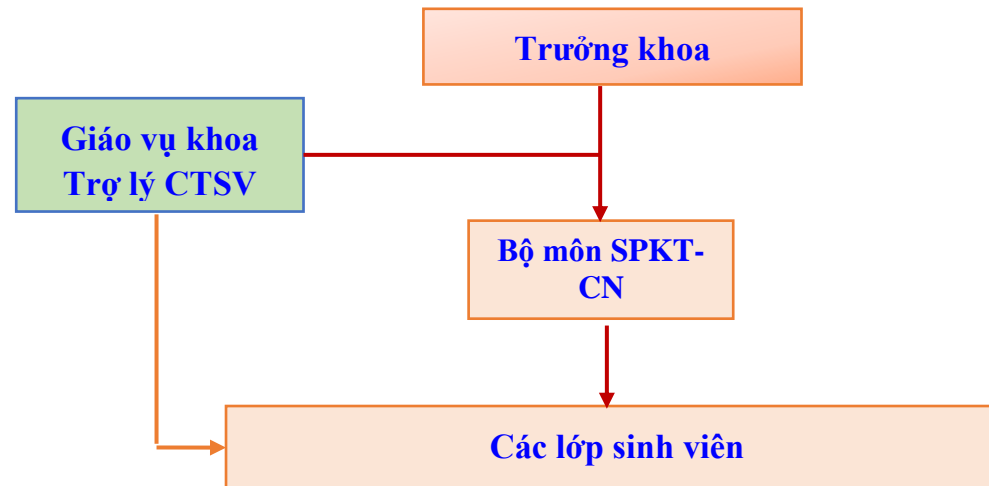 Trưởng khoa
Giáo vụ khoa
Trợ lý CTSV
Bộ môn SPKT-
CN
Các lớp sinh viên